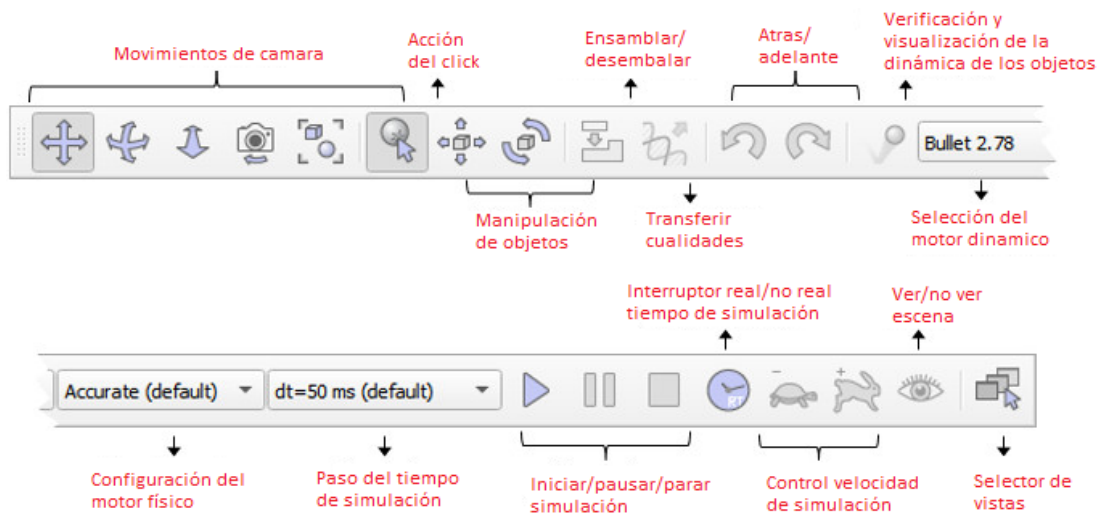 Movimientos de camara
Acción
del click
Ensamblar/
desembalar
Atras/
adelante
Verificación y
visualización de la
dinámica de los objetos
Bullet 2.78
Manipulación
de objetos
Transferir
cualidades
Selección del
motor dinamico
Interruptor real/no real
tiempo de simulación
Ver/no ver
escena
Accurate (default)
dt=50 ms (default)
RT
Configuración del
motor físico
Paso del tiempo
de simulación
Iniciar/pausar/parar
simulación
Control velocidad
de simulación
Selector de
vistas